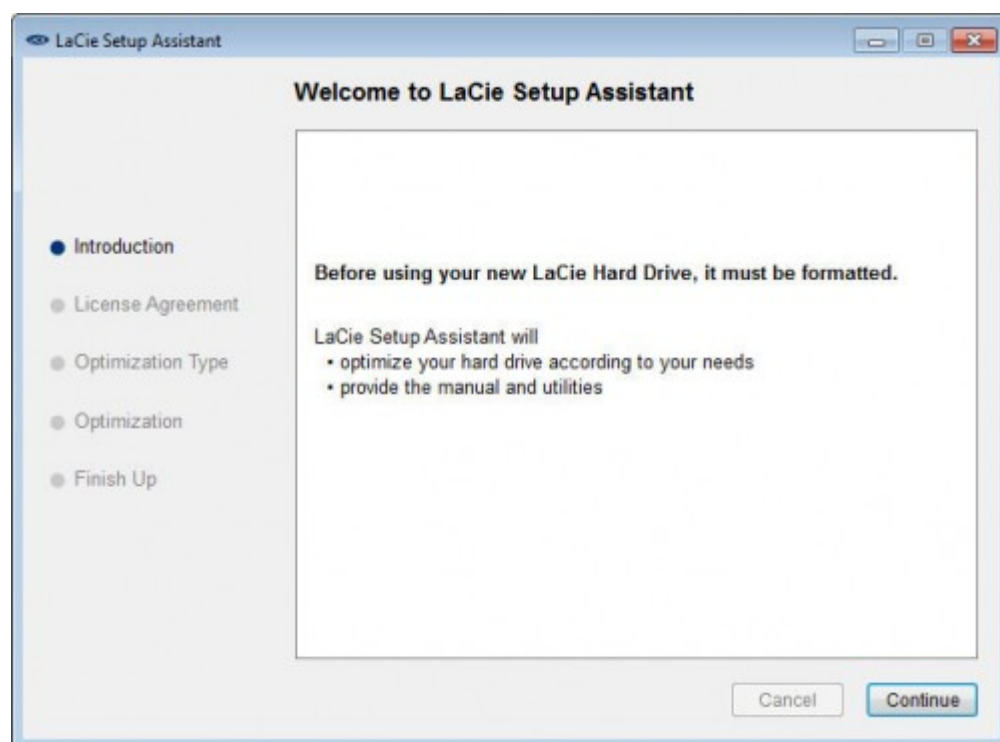 LaCie Setup Assistant
Welcome to LaCie Setup Assistant
Introduction
License Agreement
Optimization Type
Optimization
Finish Up
Before using your new LaCie Hard Drive, it must be formatted.
LaCie Setup Assistant will
• optimize your hard drive according to your needs
• provide the manual and utilities
Cancel
Continue